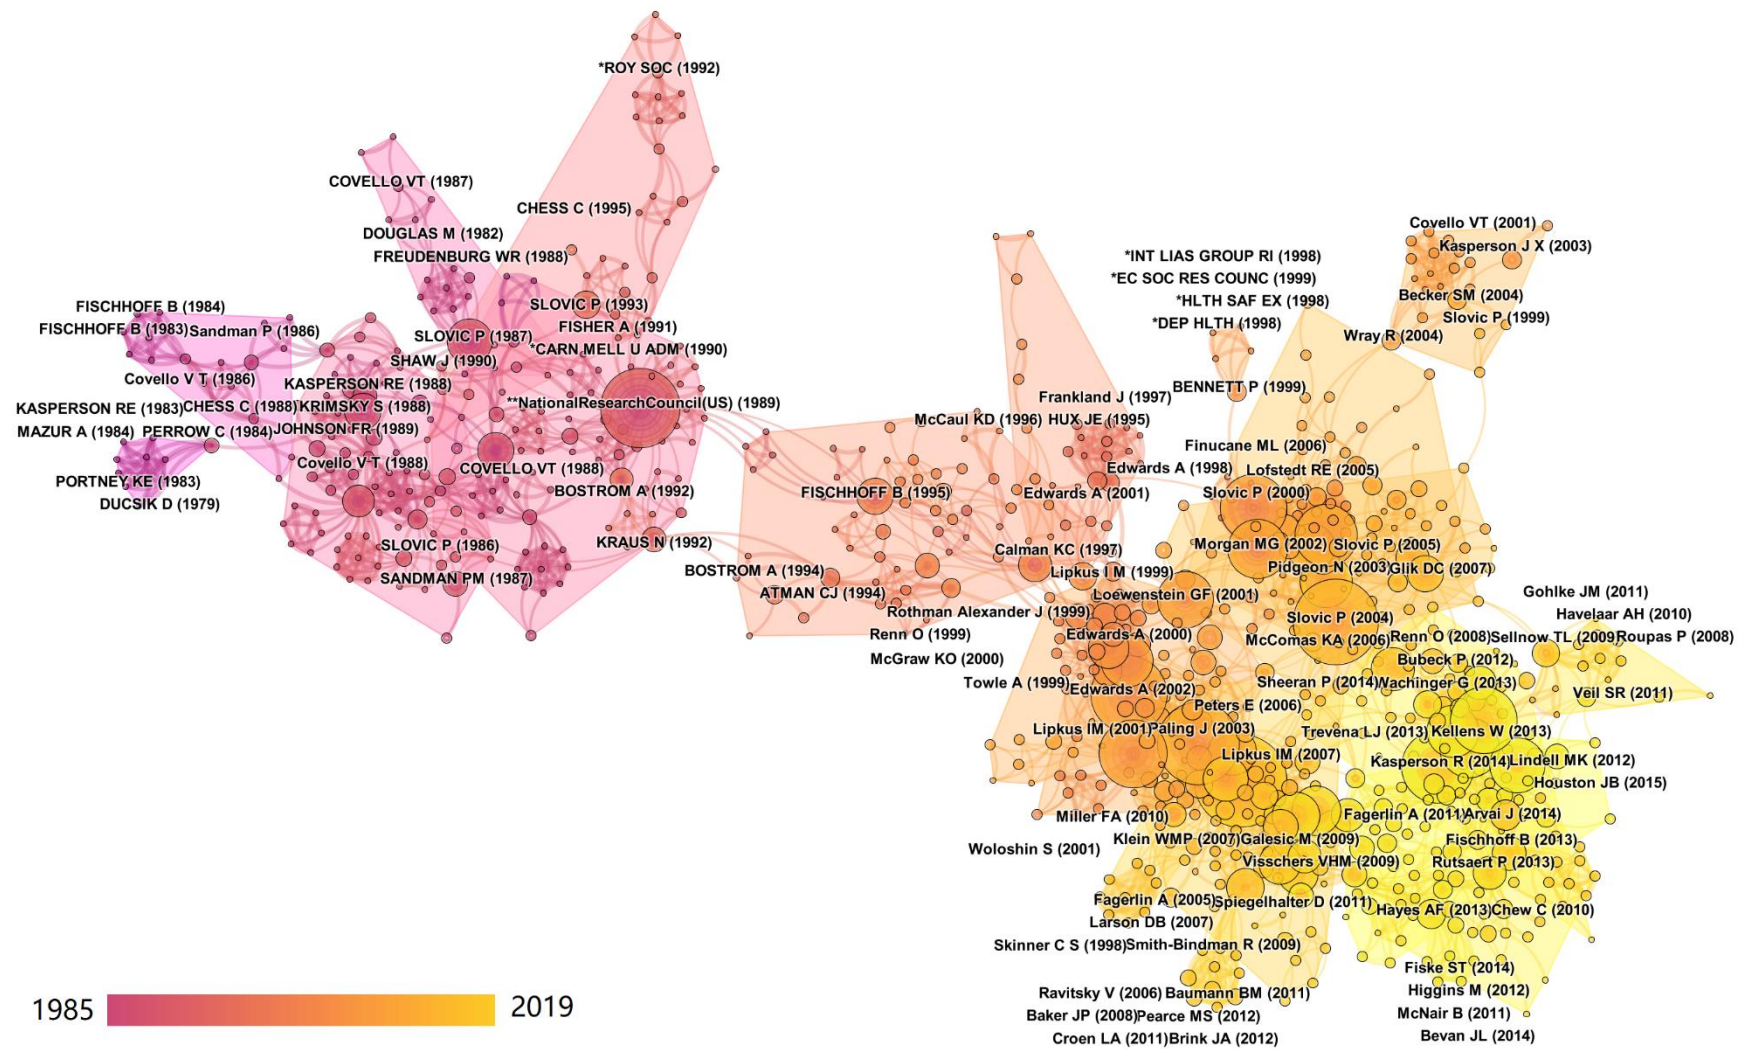 *ROY SOC (1992)
COVELLO VT (1987)
CHESS C (1995)
DOUGLAS M (1982)
FREUDENBURG WR (1988)
FISCHHOFF B (1984)
SLOVIC P (1993)
FISCHHOFF B (1983)
Sandman P (1986)
SLOVIC P (1987)
FISHER A (1991)
*CARN MELL U ADM (1990)
SHAW J (1990)
Covello V T (1986)
KASPERSON RE (1988)
**NationalResearchCouncil(US) (1989)
KASPERSON RE (1983)
CHESS C (1988)
KRIMSKY S (1988)
MAZUR A (1984)
PERROW C (1984)
JOHNSON FR (1989)
Covello V T (1988)
COVELLO VT (1988)
PORTNEY KE (1983)
BOSTROM A (1992)
DUCSIK D (1979)
SLOVIC P (1986)
KRAUS N (1992)
SANDMAN PM (1987)
Covello VT (2001)
Kasperson J X (2003)
*INT LIAS GROUP RI (1998)
*EC SOC RES COUNC (1999)
*HLTH SAF EX (1998)
Becker SM (2004)
*DEP HLTH (1998)
Slovic P (1999)
Wray R (2004)
BENNETT P (1999)
Frankland J (1997)
McCaul KD (1996)
HUX JE (1995)
Finucane ML (2006)
Edwards A (1998)
Lofstedt RE (2005)
FISCHHOFF B (1995)
Edwards A (2001)
Slovic P (2000)
Calman KC (1997)
Morgan MG (2002)
Slovic P (2005)
BOSTROM A (1994)
Lipkus I M (1999)
Pidgeon N (2003)
Glik DC (2007)
ATMAN CJ (1994)
Loewenstein GF (2001)
Gohlke JM (2011)
Rothman Alexander J (1999)
Slovic P (2004)
Havelaar AH (2010)
Renn O (1999)
Edwards A (2000)
McComas KA (2006)
Renn O (2008)
Sellnow TL (2009)
Roupas P (2008)
McGraw KO (2000)
Bubeck P (2012)
Towle A (1999)
Edwards A (2002)
Sheeran P (2014)
Wachinger G (2013)
Veil SR (2011)
Peters E (2006)
Lipkus IM (2001)
Paling J (2003)
Trevena LJ (2013)
Kellens W (2013)
Lipkus IM (2007)
Kasperson R (2014)
Lindell MK (2012)
Houston JB (2015)
Miller FA (2010)
Fagerlin A (2011)
Arvai J (2014)
Klein WMP (2007)
Galesic M (2009)
Fischhoff B (2013)
Woloshin S (2001)
Visschers VHM (2009)
Rutsaert P (2013)
Fagerlin A (2005)
Spiegelhalter D (2011)
Hayes AF (2013)
Chew C (2010)
Larson DB (2007)
Skinner C S (1998)
Smith-Bindman R (2009)
Fiske ST (2014)
Ravitsky V (2006)
Baumann BM (2011)
Higgins M (2012)
Baker JP (2008)
Pearce MS (2012)
McNair B (2011)
Croen LA (2011)
Brink JA (2012)
Bevan JL (2014)
1985
2019